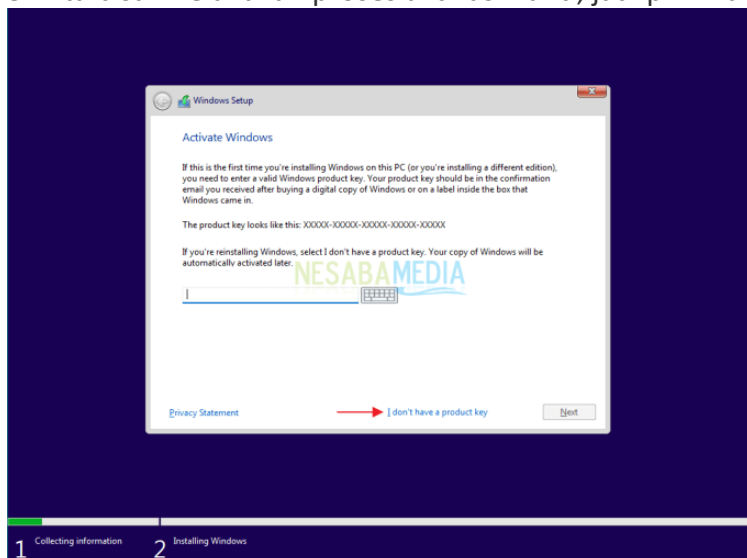 Windows Setup
Activate Windows
If this is the first time you're installing Windows on this PC (or you're installing a different edition),
you need to enter a valid Windows product key. Your product key should be in the confirmation
email you received after buying a digital copy of Windows or on a label inside the box that
Windows came in.
The product key looks like this: XXXXX-XXXXX-XXXXX-XXXXX-XXXXX
If you're reinstalling Windows, select I don't have a product key. Your copy of Windows will be
automatically activated later.
NESABAMEDIA
Privacy Statement
I don't have a product key
Next
1 Collecting information
2 Installing Windows